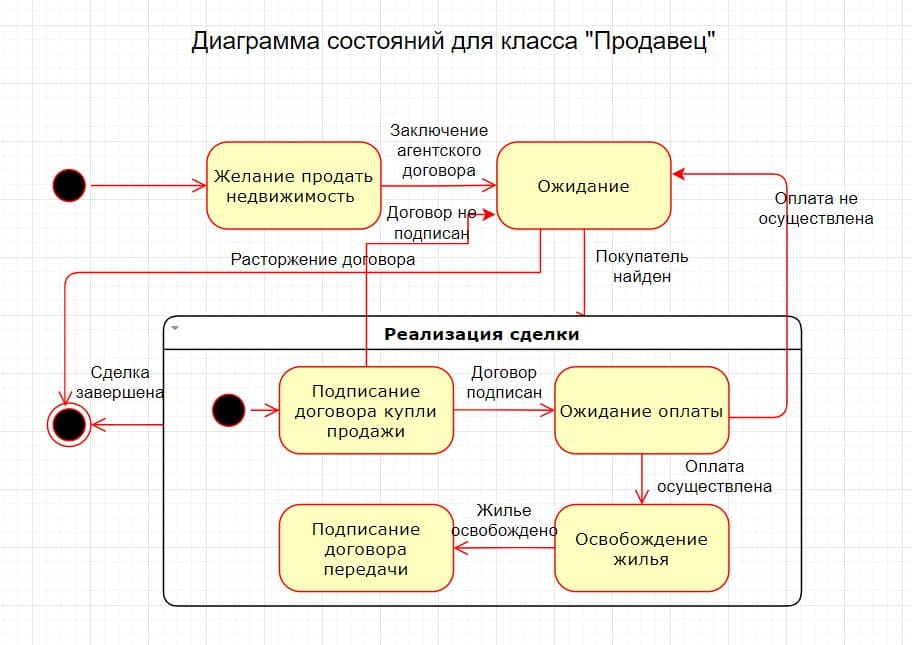 Диаграмма состояний для класса "Продавец"
Заключение
агентского
договора
Желание продать
недвижимость
Ожидание
Оплата не
осуществлена
Договор не
подписан
Расторжение договора
Покупатель
найден
Реализация сделки
Сделка
завершена
Подписание
договора купли
продажи
Договор
подписан
Ожидание оплаты
Оплата
осуществлена
Жилье
освобождено
Подписание
договора
передачи
Освобождение
жилья